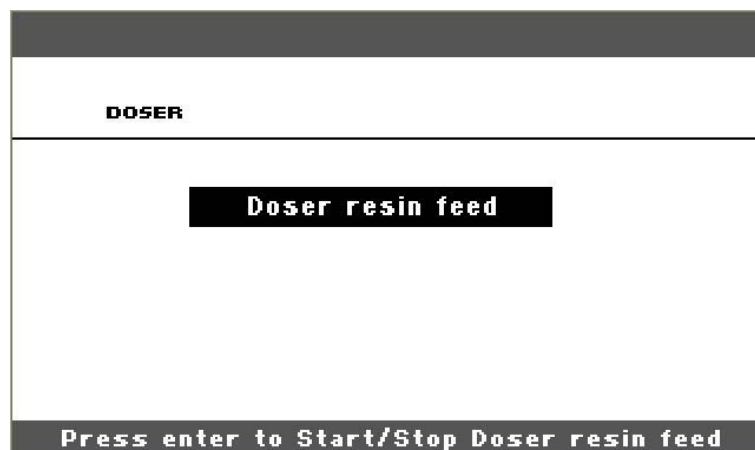 DOSER
Doser resin feed
Press enter to Start/Stop Doser resin feed